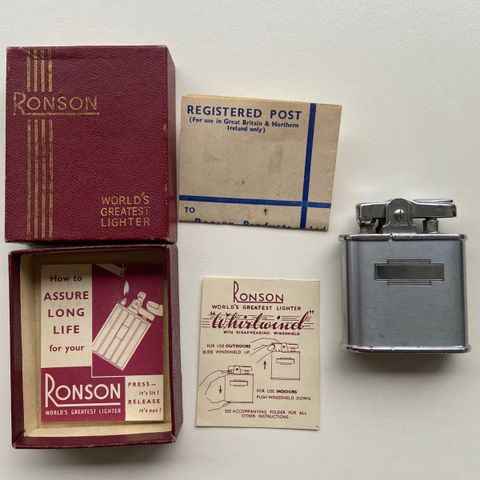 RONSON
WORLD'S
GREATEST
LIGHTER
REGISTERED POST
(For use in Great Britain & Northern
Ireland only)
TO
How to
ASSURE
LONG
LIFE
for your
RONSON
WORLD'S GREATEST LIGHTER
PRESS—
it's lit!
RELEASE
it's out!
RONSON
WORLD'S GREATEST LIGHTER
"Whirlwind"
WITH DISAPPEARING WINDSHIELD
FOR USE OUTDOORS
SLIDE WINDSHIELD UP.
FOR USE INDOORS
PUSH WINDSHIELD DOWN.
SEE ACCOMPANYING FOLDER FOR ALL
OTHER INSTRUCTIONS.